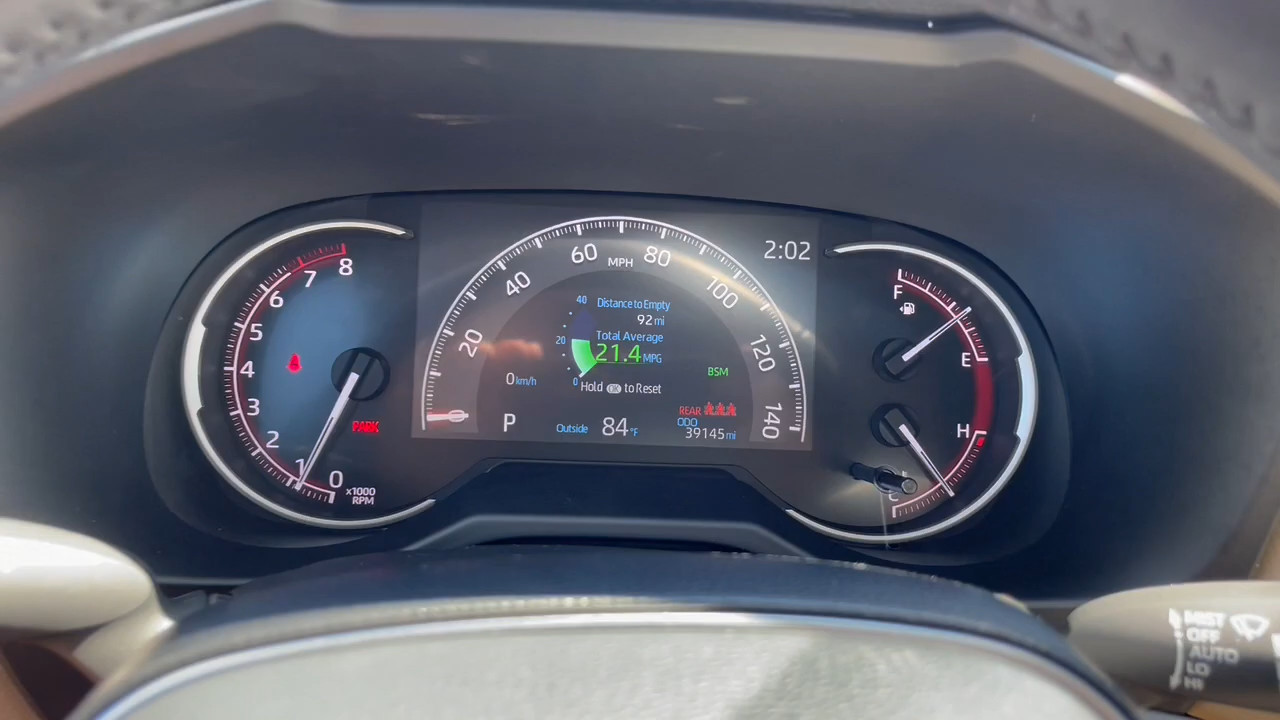 8
7
6
5
4
3
2
1
0
x1000
RPM
PARK
60
MPH
80
40
100
20
120
0
140
2:02
40
Distance to Empty
92 mi
Total Average
20
21.4 MPG
0
Hold OK to Reset
0 km/h
BSM
P
Outside 84°F
REAR
ODO
39145 mi
F
E
H
C
MIST
OFF
AUTO
LO
HI